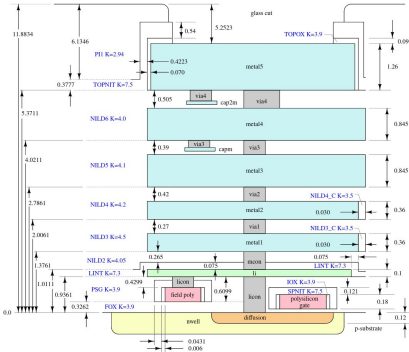 glass cut
11.8834
6.1346
0.54
5.2523
TOPOX K=3.9
0.09
PI1 K=2.94
0.4223
0.070
metal5
1.26
TOPNIT K=7.5
0.3777
0.505
via4
cap2m
via4
5.3711
NILD6 K=4.0
metal4
0.845
0.39
via3
capm
via3
4.0211
NILD5 K=4.1
metal3
0.845
2.7861
0.42
via2
NILD4_C K=3.5
NILD4 K=4.2
metal2
0.030
0.36
2.0061
0.27
via1
NILD3_C K=3.5
NILD3 K=4.5
metal1
0.030
0.36
1.3761
NILD2 K=4.05
0.265
0.075
mcon
0.075
LINT K=7.3
1.0111
LINT K=7.3
li
0.1
0.9361
0.4299
licon
0.6099
IOX K=3.9
0.121
PSG K=3.9
field poly
licon
SPNIT K=7.5
polysilicon
gate
0.18
0.3262
FOX K=3.9
0.0
0.12
nwell
diffusion
p-substrate
0.0431
0.006